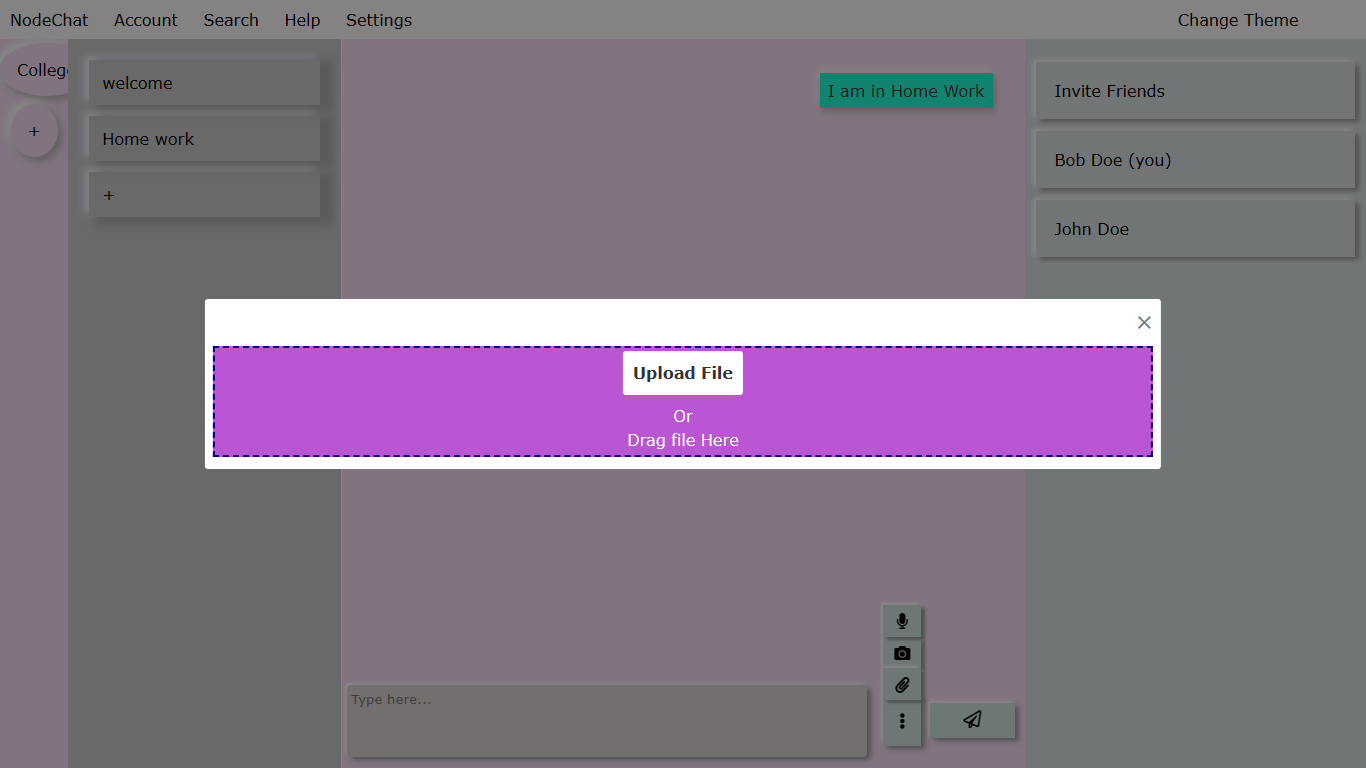 NodeChat Account Search Help Settings Change Theme
Colleg
+
welcome
Home work
+
I am in Home Work
Invite Friends
Bob Doe (you)
John Doe
×
Upload File
Or
Drag file Here
Type here...